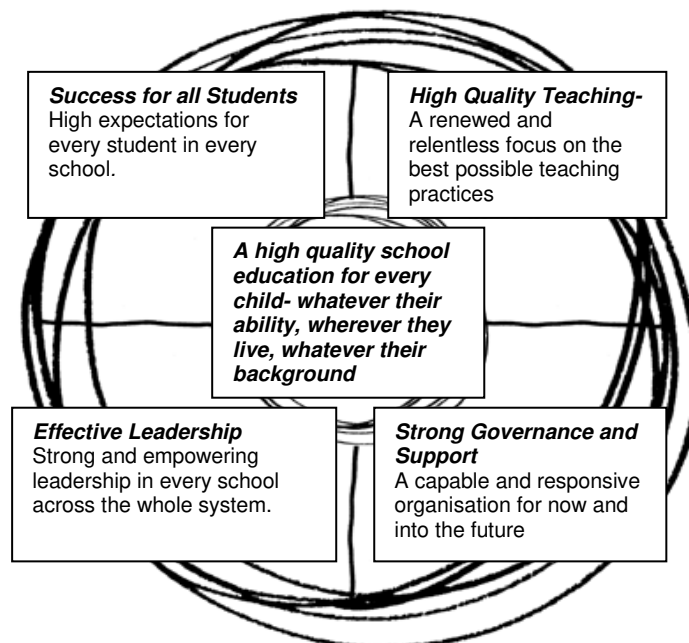 Success for all Students
High expectations for
every student in every
school.
High Quality Teaching-
A renewed and
relentless focus on the
best possible teaching
practices
A high quality school
education for every
child- whatever their
ability, wherever they
live, whatever their
background
Effective Leadership
Strong and empowering
leadership in every school
across the whole system.
Strong Governance and
Support
A capable and responsive
organisation for now and
into the future